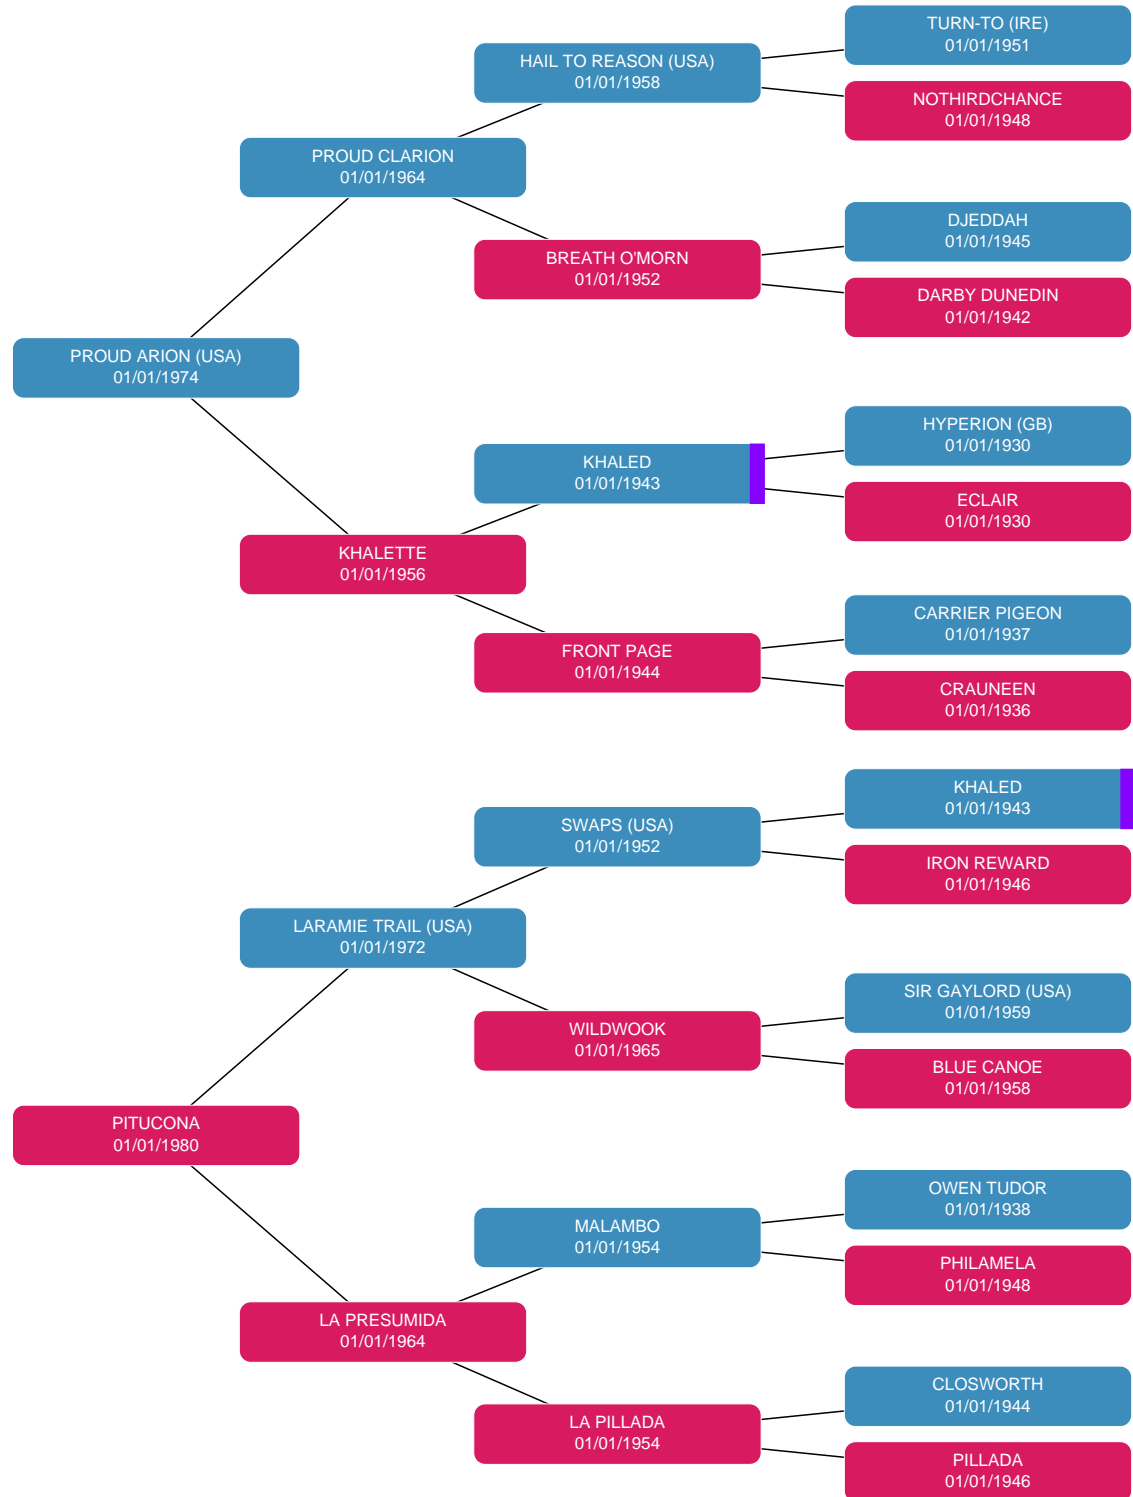 TURN-TO (IRE)
01/01/1951
HAIL TO REASON (USA)
01/01/1958
NOTHIRDCHANCE
01/01/1948
PROUD CLARION
01/01/1964
DJEDDAH
01/01/1945
BREATH O'MORN
01/01/1952
DARBY DUNEDIN
01/01/1942
PROUD ARION (USA)
01/01/1974
HYPERION (GB)
01/01/1930
KHALED
01/01/1943
ECLAIR
01/01/1930
KHALETTE
01/01/1956
CARRIER PIGEON
01/01/1937
FRONT PAGE
01/01/1944
CRAUNEEN
01/01/1936
KHALED
01/01/1943
SWAPS (USA)
01/01/1952
IRON REWARD
01/01/1946
LARAMIE TRAIL (USA)
01/01/1972
SIR GAYLORD (USA)
01/01/1959
WILDWOOK
01/01/1965
BLUE CANOE
01/01/1958
PITUCONA
01/01/1980
OWEN TUDOR
01/01/1938
MALAMBO
01/01/1954
PHILAMELA
01/01/1948
LA PRESUMIDA
01/01/1964
CLOSWORTH
01/01/1944
LA PILLADA
01/01/1954
PILLADA
01/01/1946